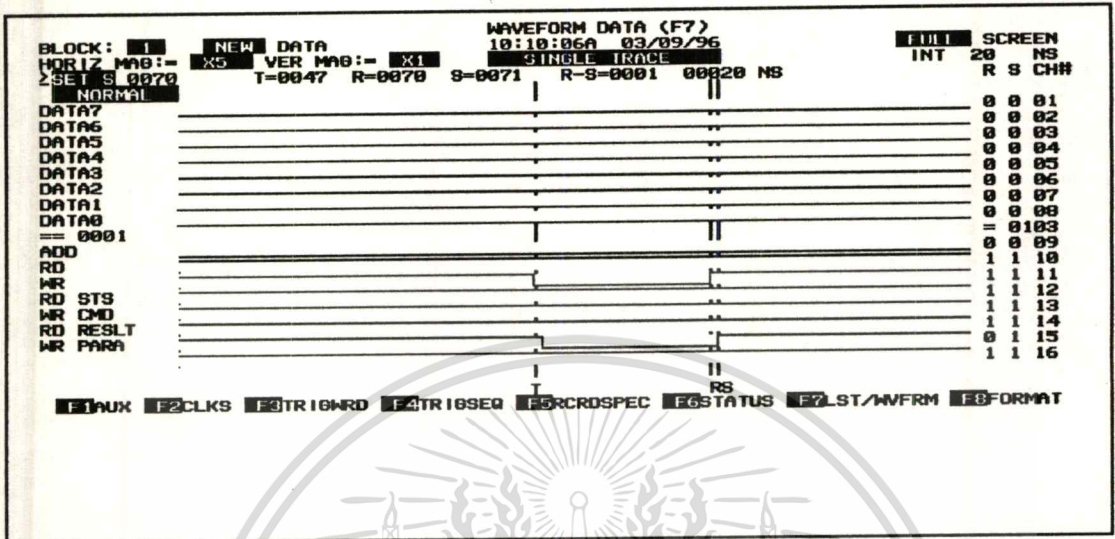 WAVEFORM DATA (F7)
BLOCK: 1 NEW DATA 10:10:06A 03/09/96 FULL SCREEN
HORIZ MAG:= X5 VER MAG:= X1 SINGLE TRACE INT 20 NS
ΣSET S 0070 T=0047 R=0070 S=0071 R-S=0001 00020 NS R S CH#
NORMAL
DATA7 0 0 01
DATA6 0 0 02
DATA5 0 0 03
DATA4 0 0 04
DATA3 0 0 05
DATA2 0 0 06
DATA1 0 0 07
DATA0 0 0 08
== 0001 = 0103
ADD 0 0 09
RD 1 1 10
WR 1 1 11
RD STS 1 1 12
WR CMD 1 1 13
RD RESLT 1 1 14
WR PARA 0 1 15
1 1 16
T RS
F1AUX F2CLKS F3TRIGWRD F4TRIGSEQ F5RCRDSPEC F6STATUS F7LST/WVFRM F8FORMAT